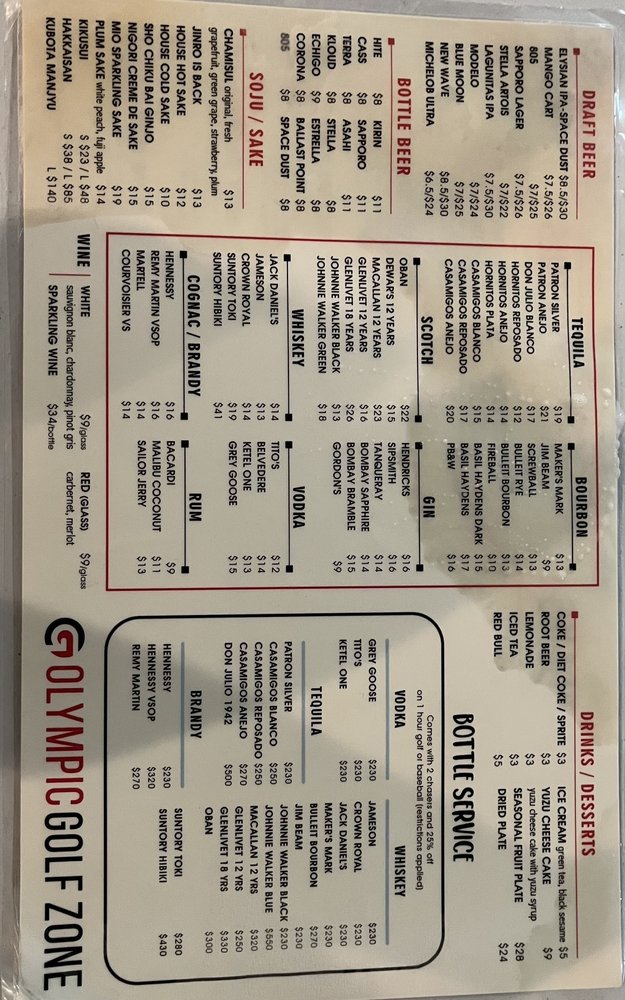 DRAFT BEER
ELYSIAN IPA-SPACE DUST $8.5/$30
MANGO CART $7.5/$26
805 $7/$25
SAPPORO LAGER $7.5/$26
STELLA ARTOIS $7/$22
LAGUNITAS IPA $7.5/$30
MODELO $7/$24
BLUE MOON $7/$25
NEW WAVE $8.5/$30
MICHELOB ULTRA $6.5/$24
BOTTLE BEER
HITE $8 KIRIN $11
CASS $8 SAPPORO $11
TERRA $8 ASAHI $11
KLOUD $8 STELLA $8
ECHIGO $9 ESTRELLA $8
CORONA $8 BALLAST POINT $8
805 $8 SPACE DUST $8
SOJU / SAKE
CHAMISUL original, fresh $13
grapefruit, green grape, strawberry, plum
JINRO IS BACK $13
HOUSE HOT SAKE $12
HOUSE COLD SAKE $10
SHO CHIKU BAI GINJO $15
NIGORI CREME DE SAKE $15
MIO SPARKLING SAKE $19
PLUM SAKE white peach, fuji apple $14
KIKUSUI S $23 / L $48
HAKKAISAN S $38 / L $85
KUBOTA MANJYU L $140
TEQUILA
PATRON SILVER $19
PATRON ANEJO $21
DON JULIO BLANCO $17
HORNITOS REPOSADO $12
HORNITOS ANEJO $14
HORNITOS PLATA $14
CASAMIGOS BLANCO $15
CASAMIGOS REPOSADO $17
CASAMIGOS ANEJO $20
BOURBON
MAKER'S MARK $13
JIM BEAM $9
SCREWBALL $13
BULLEIT RYE $14
BULLEIT BOURBON $13
FIREBALL $10
BASIL HAYDENS DARK $15
BASIL HAYDENS $17
PB&W $16
SCOTCH
OBAN $22
DEWAR'S 12 YEARS $15
MACALLAN 12 YEARS $23
GLENLIVET 12 YEARS $16
GLENLIVET 18 YEARS $26
JOHNNIE WALKER BLACK $13
JOHNNIE WALKER GREEN $18
GIN
HENDRICKS $16
SIPSMITH $16
TANQUERAY $14
BOMBAY SAPPHIRE $14
BOMBAY BRAMBLE $15
GORDON'S $9
WHISKEY
JACK DANIEL'S $14
JAMESON $13
CROWN ROYAL $14
SUNTORY TOKI $19
SUNTORY HIBIKI $41
VODKA
TITO'S $12
BELVEDERE $14
KETEL ONE $13
GREY GOOSE $15
COGNAC / BRANDY
HENNESSY $16
REMY MARTIN VSOP $16
MARTELL $14
COURVOISIER VS $14
RUM
BACARDI $9
MALIBU COCONUT $11
SAILOR JERRY $13
WINE
WHITE $9/glass
sauvignon blanc, chardonnay, pinot gris
SPARKLING WINE $34/bottle
RED (GLASS) $9/glass
carbernet, merlot
DRINKS / DESSERTS
COKE / DIET COKE / SPRITE $3
ROOT BEER $3
LEMONADE $3
ICED TEA $3
RED BULL $5
ICE CREAM green tea, black sesame $5
YUZU CHEESE CAKE $9
yuzu cheese cake with yuzu syrup
SEASONAL FRUIT PLATE $28
DRIED PLATE $24
BOTTLE SERVICE
Comes with 2 chasers and 25% off
on 1 hour golf or baseball (restrictions applied)
VODKA
GREY GOOSE $230
TITO'S $230
KETEL ONE $230
TEQUILA
PATRON SILVER $230
CASAMIGOS BLANCO $250
CASAMIGOS REPOSADO $250
CASAMIGOS ANEJO $270
DON JULIO 1942 $500
BRANDY
HENNESSY $230
HENNESSY VSOP $320
REMY MARTIN $270
WHISKEY
JAMESON $230
CROWN ROYAL $230
JACK DANIEL'S $230
MAKER'S MARK $230
BULLEIT BOURBON $270
JIM BEAM $230
JOHNNIE WALKER BLACK $230
JOHNNIE WALKER BLUE $550
MACALLAN 12 YRS $320
GLENLIVET 12 YRS $250
GLENLIVET 18 YRS $330
OBAN $300
SUNTORY TOKI $280
SUNTORY HIBIKI $430
OLYMPIC GOLF ZONE